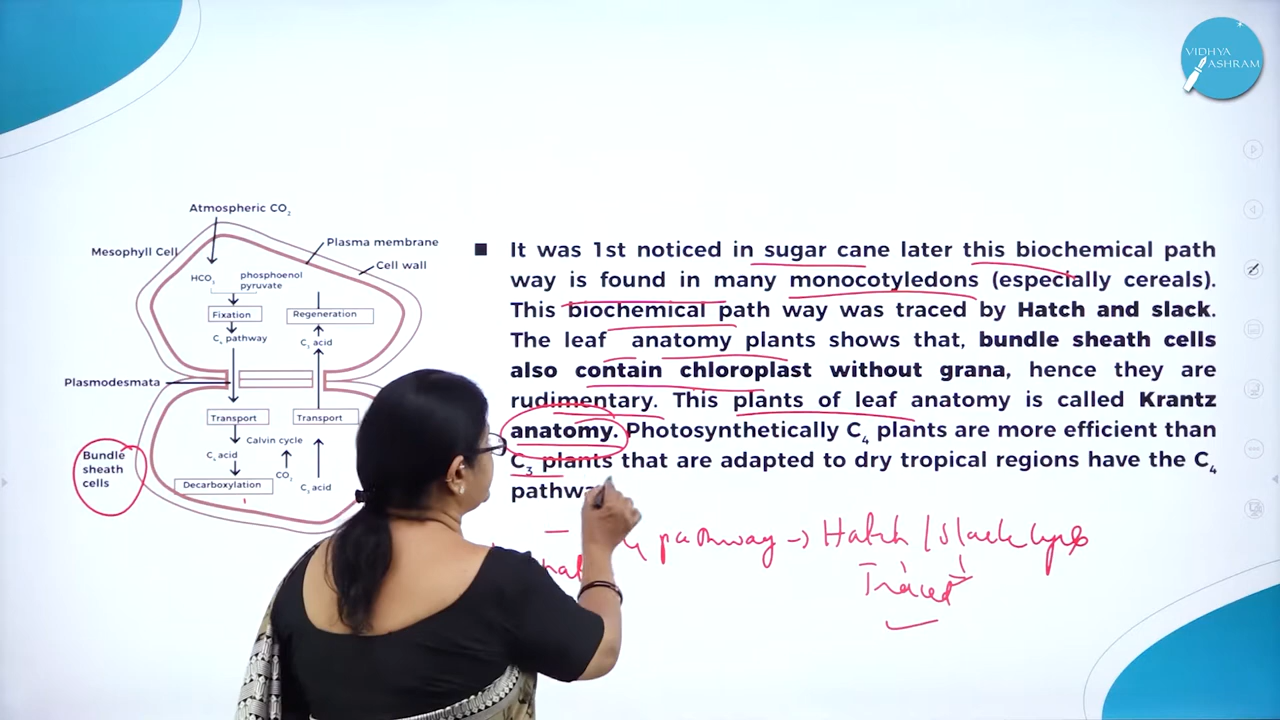 VIDHYA
ASHRAM
Atmospheric CO2
Mesophyll Cell
Plasma membrane
Cell wall
HCO3
phosphoenol
pyruvate
Fixation
Regeneration
C4 pathway
C3 acid
Plasmodesmata
Transport
Transport
Calvin cycle
C4 acid
CO2
C3 acid
Decarboxylation
Bundle
sheath
cells
■ It was 1st noticed in sugar cane later this biochemical path
way is found in many monocotyledons (especially cereals).
This biochemical path way was traced by Hatch and slack.
The leaf anatomy plants shows that, bundle sheath cells
also contain chloroplast without grana, hence they are
rudimentary. This plants of leaf anatomy is called Krantz
anatomy. Photosynthetically C4 plants are more efficient than
C3 plants that are adapted to dry tropical regions have the C4
pathway → Hatch / Slack
Traced